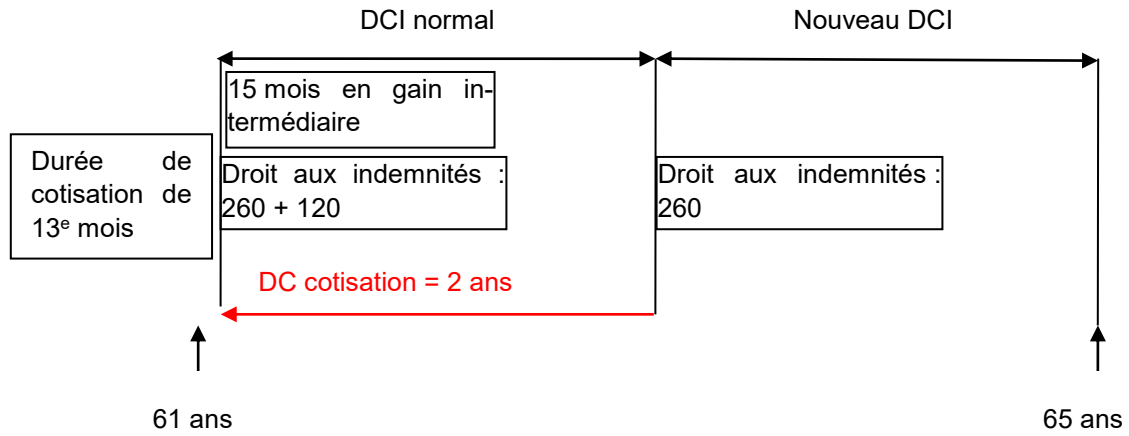 DCI normal
Nouveau DCI
15 mois en gain in-
termédiaire
Durée de
cotisation de
13e mois
Droit aux indemnités :
260 + 120
Droit aux indemnités :
260
DC cotisation = 2 ans
61 ans
65 ans